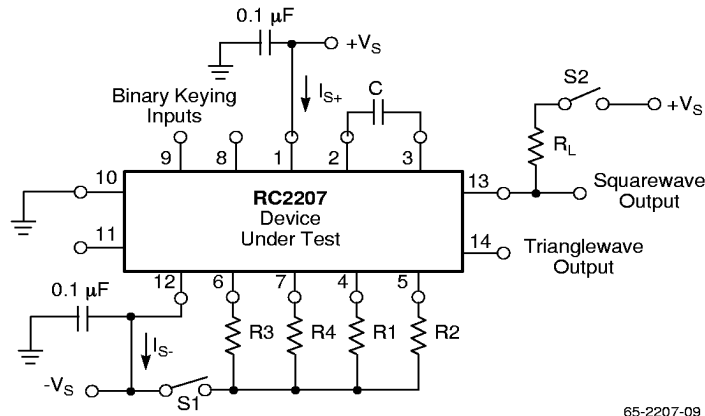 0.1 μF
+VS
S2
+VS
Binary Keying
Inputs
IS+
C
RL
9 8 1 2 3
10
RC2207
Device
Under Test
13
Squarewave
Output
11
14
Trianglewave
Output
12 6 7 4 5
0.1 μF
R3 R4 R1 R2
IS-
-VS
S1
65-2207-09